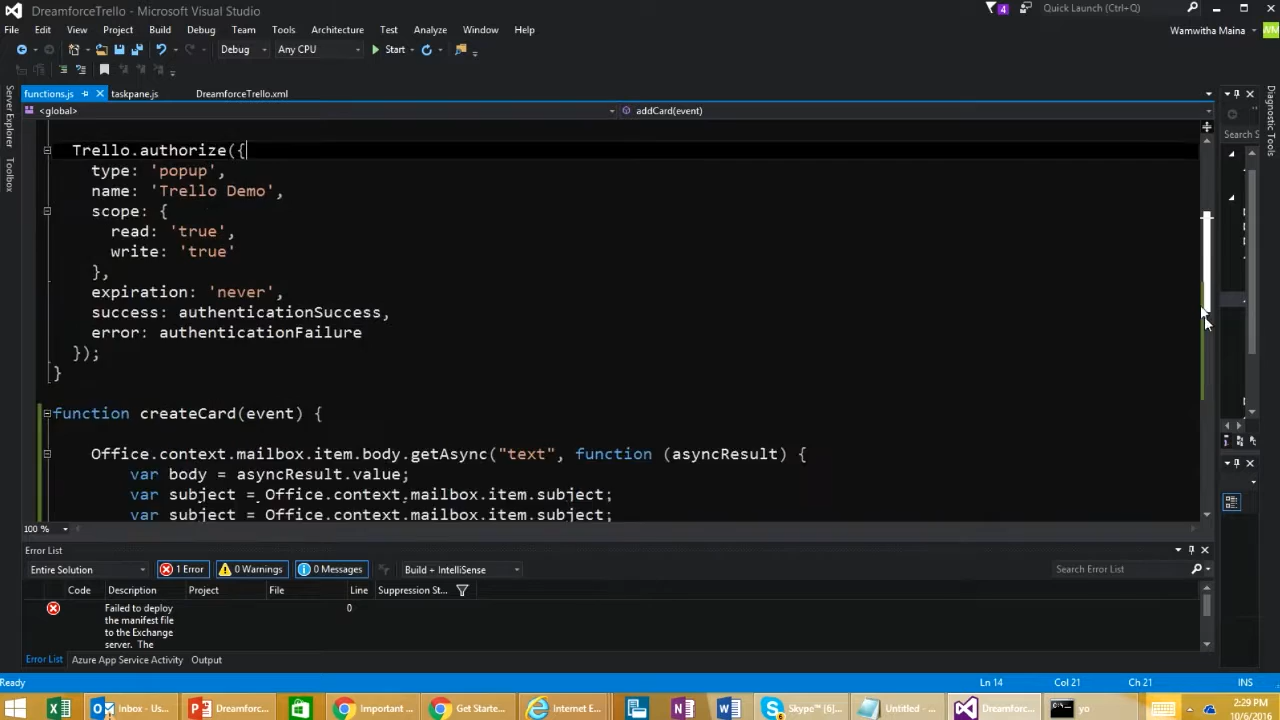 DreamforceTrello - Microsoft Visual Studio
4
Quick Launch (Ctrl+Q)
File Edit View Project Build Debug Team Tools Architecture Test Analyze Window Help
Wamwitha Maina
WM
Debug
Any CPU
Start
functions.js
taskpane.js
DreamforceTrello.xml
<global>
addCard(event)
Server Explorer
Toolbox
Diagnostic Tools
Search S
Trello.authorize({
type: 'popup',
name: 'Trello Demo',
scope: {
read: 'true',
write: 'true'
},
expiration: 'never',
success: authenticationSuccess,
error: authenticationFailure
});
}
function createCard(event) {
Office.context.mailbox.item.body.getAsync("text", function (asyncResult) {
var body = asyncResult.value;
var subject = Office.context.mailbox.item.subject;
var subject = Office.context.mailbox.item.subject;
100 %
Error List
Entire Solution
1 Error
0 Warnings
0 Messages
Build + IntelliSense
Search Error List
Code Description Project File Line Suppression St...
Failed to deploy 0
the manifest file
to the Exchange
server. The
Error List Azure App Service Activity Output
Ready
Ln 14
Col 21
Ch 21
INS
Inbox - Us...
Dreamforc...
Important ...
Get Starte...
Internet E...
Skype™ [6]...
Untitled - ...
Dreamforc...
yo
2:29 PM
10/6/2016